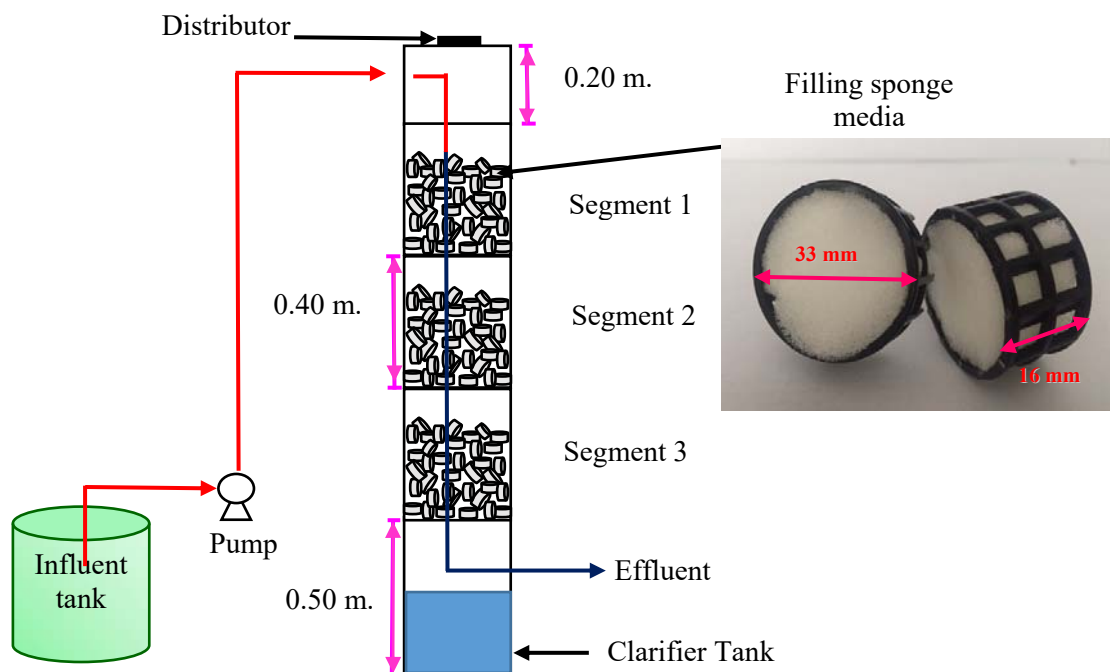 Distributor
0.20 m.
Filling sponge
media
Segment 1
33 mm
16 mm
0.40 m.
Segment 2
Segment 3
Pump
Influent
tank
Effluent
0.50 m.
Clarifier Tank